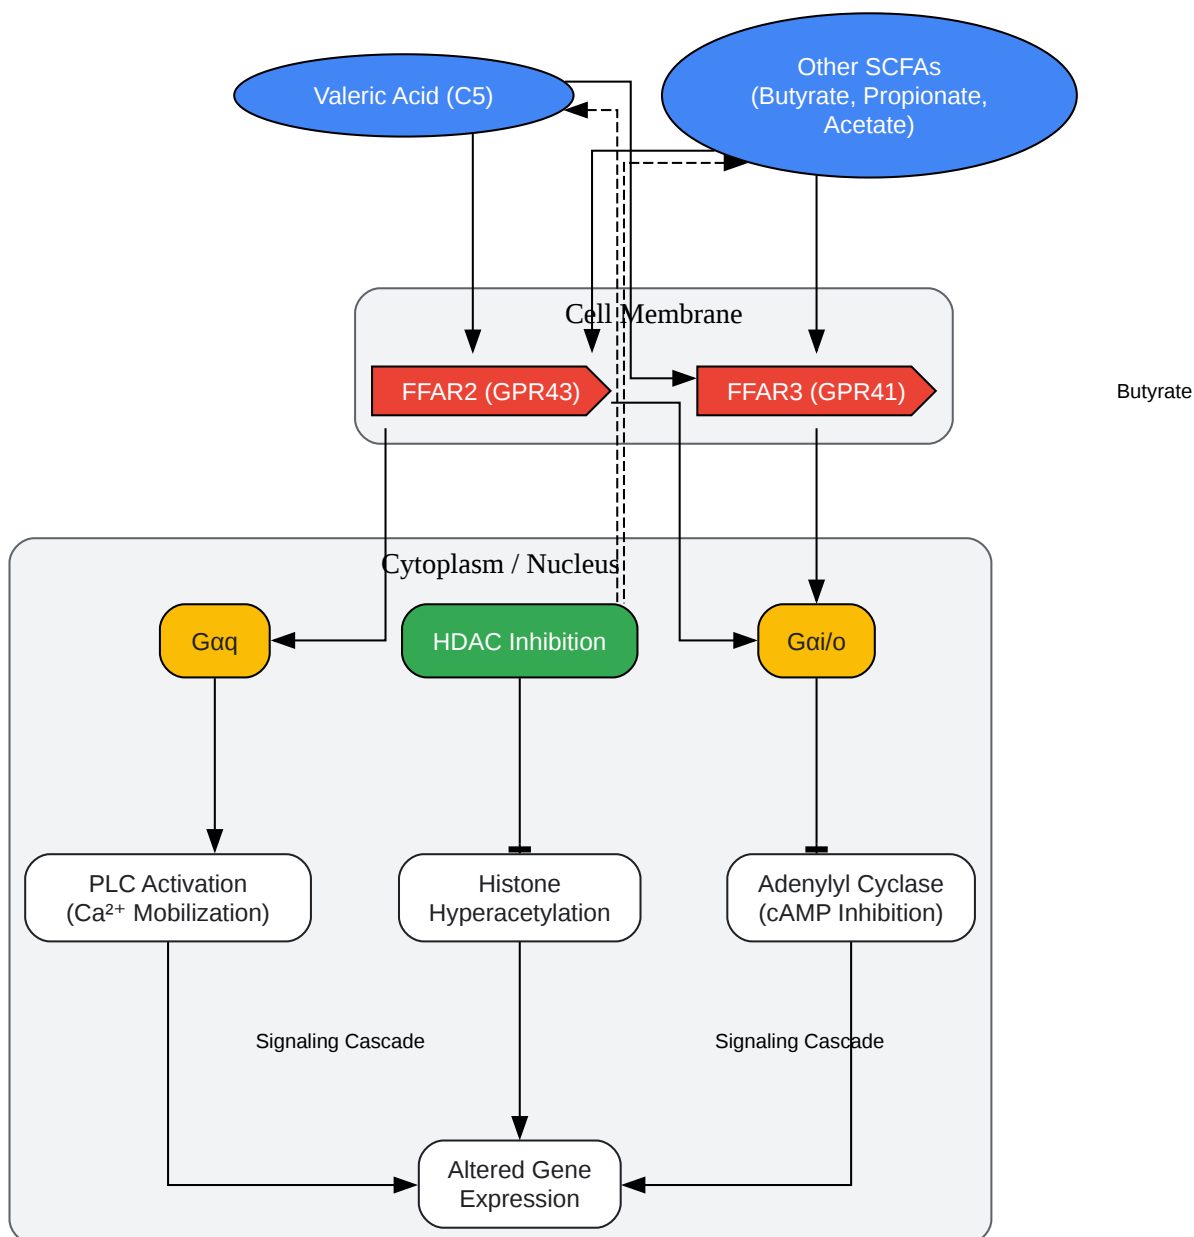 Valeric Acid (C5)
Other SCFAs
(Butyrate, Propionate,
Acetate)
Cell Membrane
FFAR2 (GPR43)
FFAR3 (GPR41)
Butyrate
Cytoplasm / Nucleus
Gαq
HDAC Inhibition
Gαi/o
PLC Activation
(Ca²⁺ Mobilization)
Histone
Hyperacetylation
Adenylyl Cyclase
(cAMP Inhibition)
Signaling Cascade
Signaling Cascade
Altered Gene
Expression